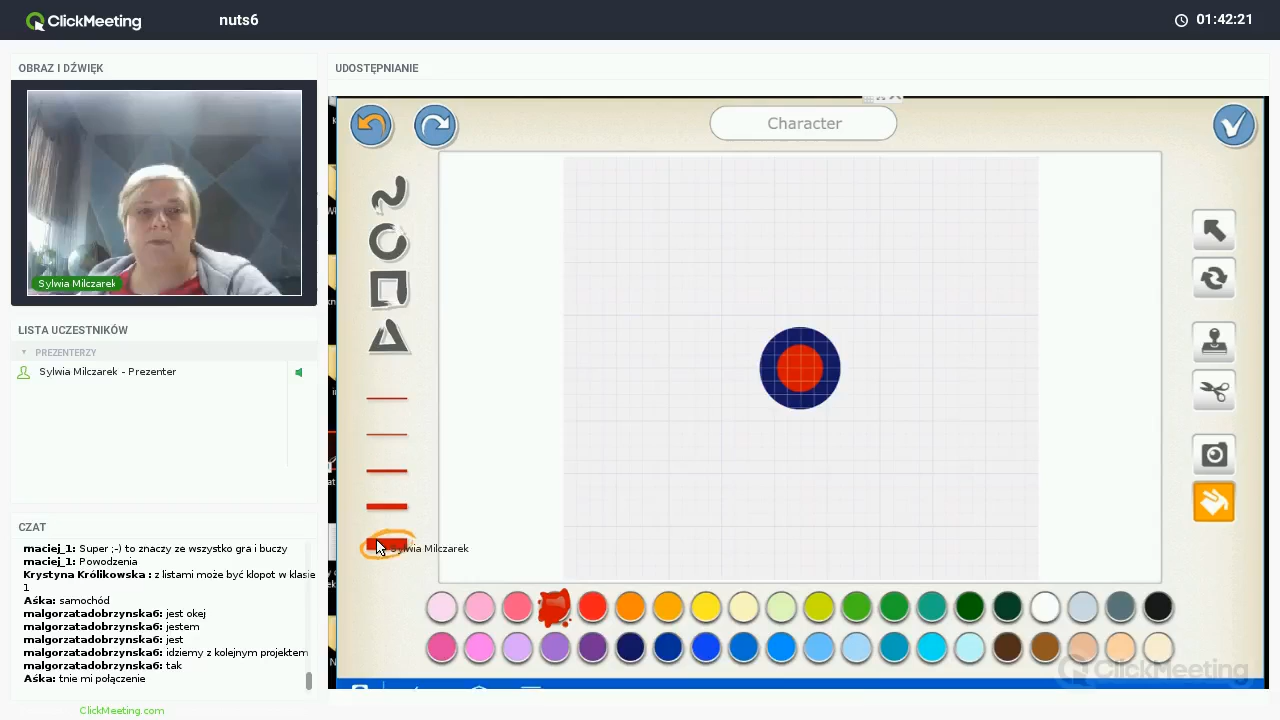 ClickMeeting
nuts6
01:42:21
OBRAZ I DŹWIĘK
UDOSTĘPNIANIE
Sylwia Milczarek
Character
LISTA UCZESTNIKÓW
PREZENTERZY
Sylwia Milczarek - Prezenter
Sylwia Milczarek
CZAT
maciej_1: Super ;-) to znaczy ze wszystko gra i buczy
maciej_1: Powodzenia
Krystyna Królikowska : z listami może być kłopot w klasie
1
Aśka: samochód
malgorzatadobrzynska6: jest okej
malgorzatadobrzynska6: jestem
malgorzatadobrzynska6: jest
malgorzatadobrzynska6: idziemy z kolejnym projektem
malgorzatadobrzynska6: tak
Aśka: tnie mi połączenie
ClickMeeting
ClickMeeting.com